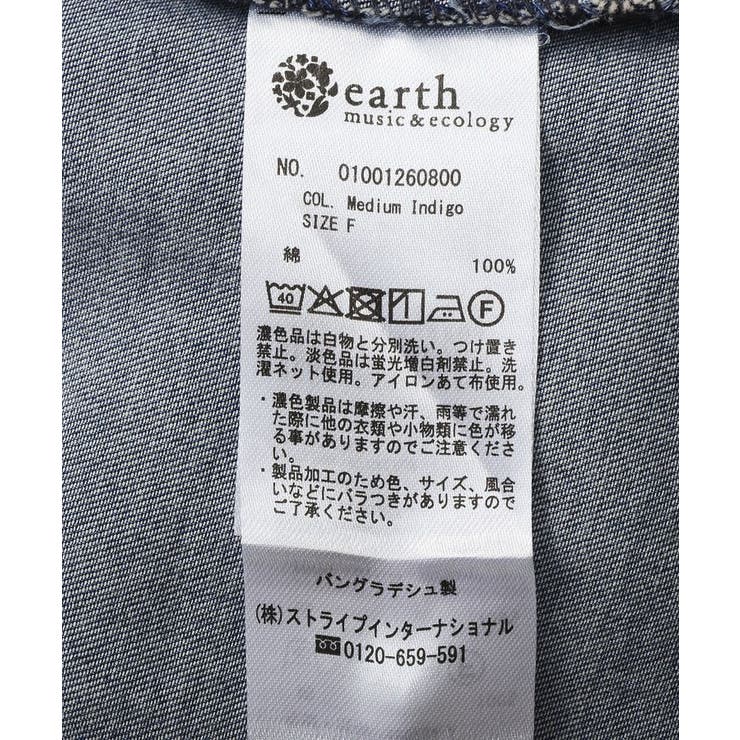 earth
music&ecology
NO. 01001260800
COL. Medium Indigo
SIZE F
綿 100%
40 F
濃色品は白物と分別洗い。つけ置き
禁止。淡色品は蛍光増白剤禁止。洗
濯ネット使用。アイロンあて布使用。
・濃色製品は摩擦や汗、雨等で濡れ
た際に他の衣類や小物類に色が移
る事がありますのでご注意くださ
い。
・製品加工のため色、サイズ、風合
いなどにバラつきがありますので
ご了承ください。
バングラデシュ製
(株)ストライプインターナショナル
0120-659-591